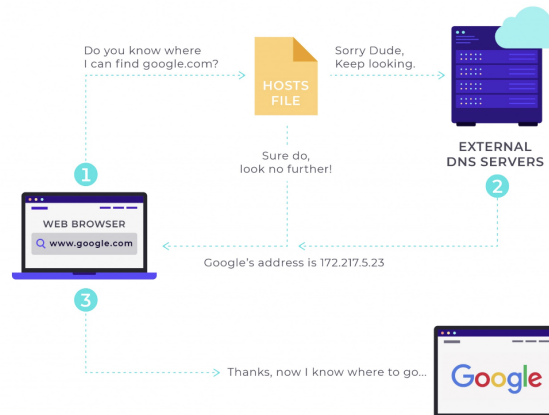 Do you know where
I can find google.com?
HOSTS
FILE
Sorry Dude,
Keep looking.
EXTERNAL
DNS SERVERS
2
Sure do,
look no further!
1
WEB BROWSER
www.google.com
Google's address is 172.217.5.23
3
Thanks, now I know where to go...
Google